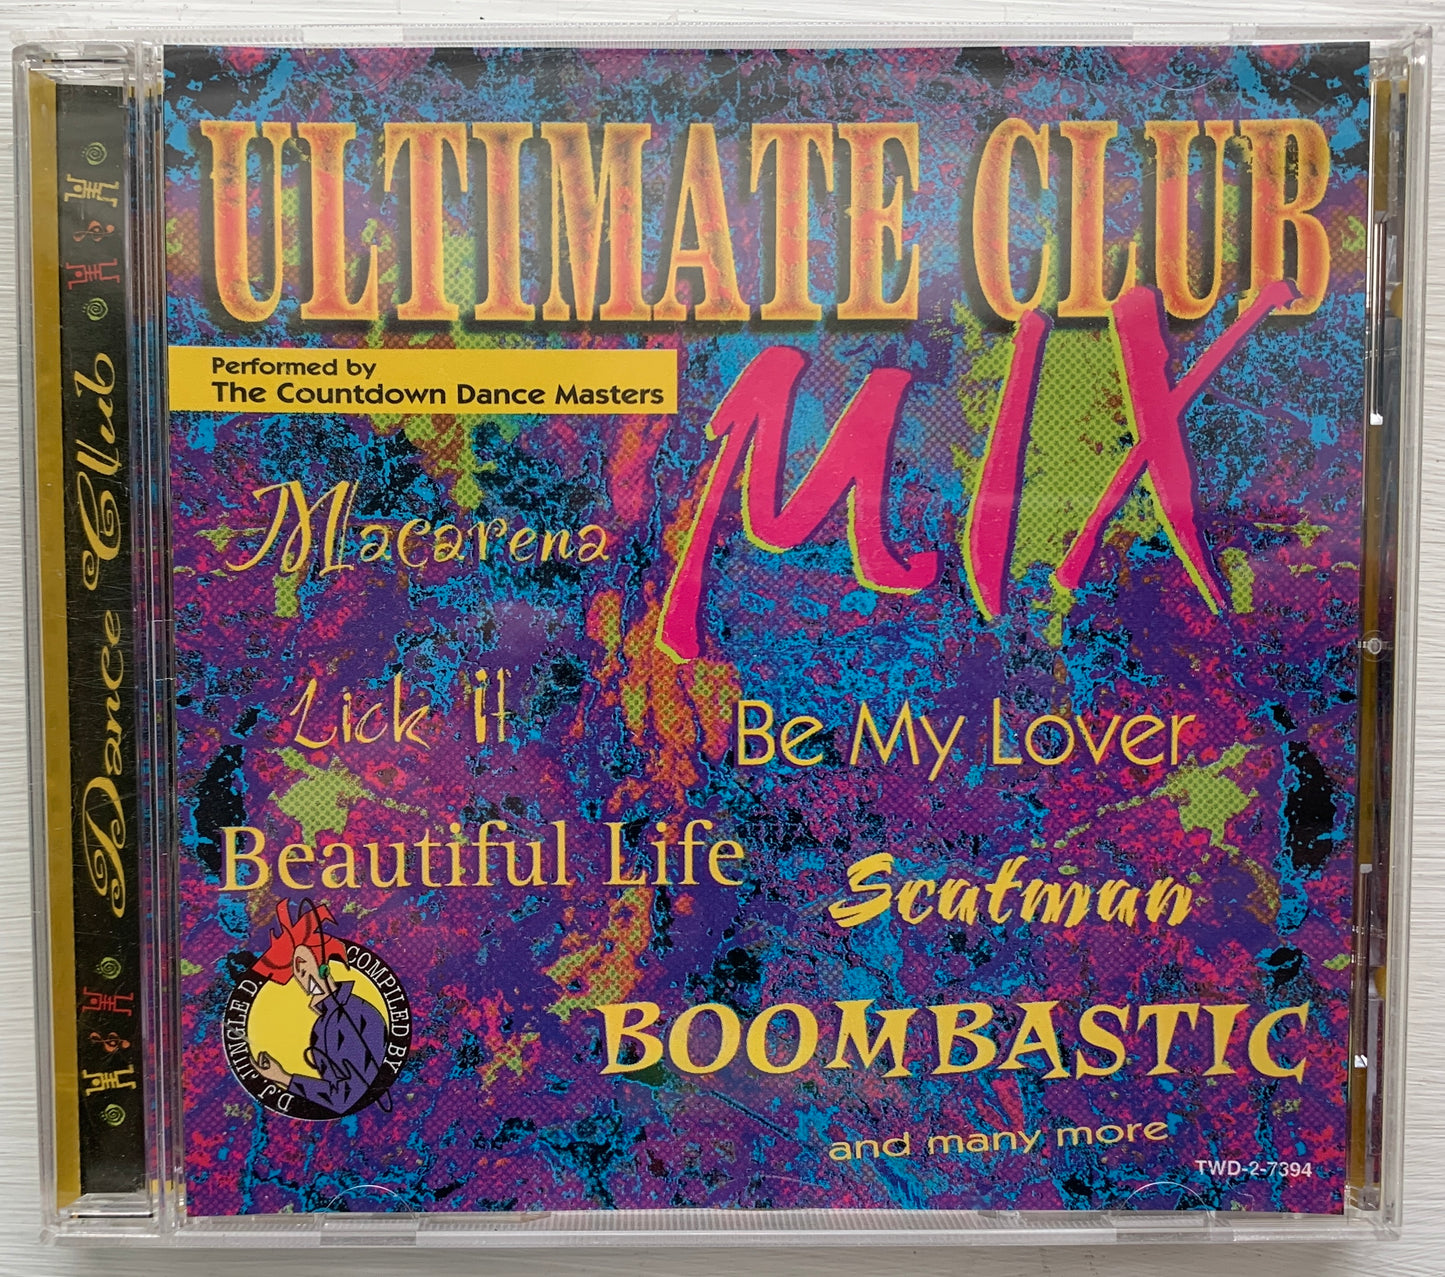 ULTIMATE CLUB
MIX
Performed by
The Countdown Dance Masters
Macarena
Lick It
Be My Lover
Beautiful Life
Scatman
BOOMBASTIC
and many more
TWD-2-7394
D.J. JINGLE D.
COMPILED BY
Dance Club